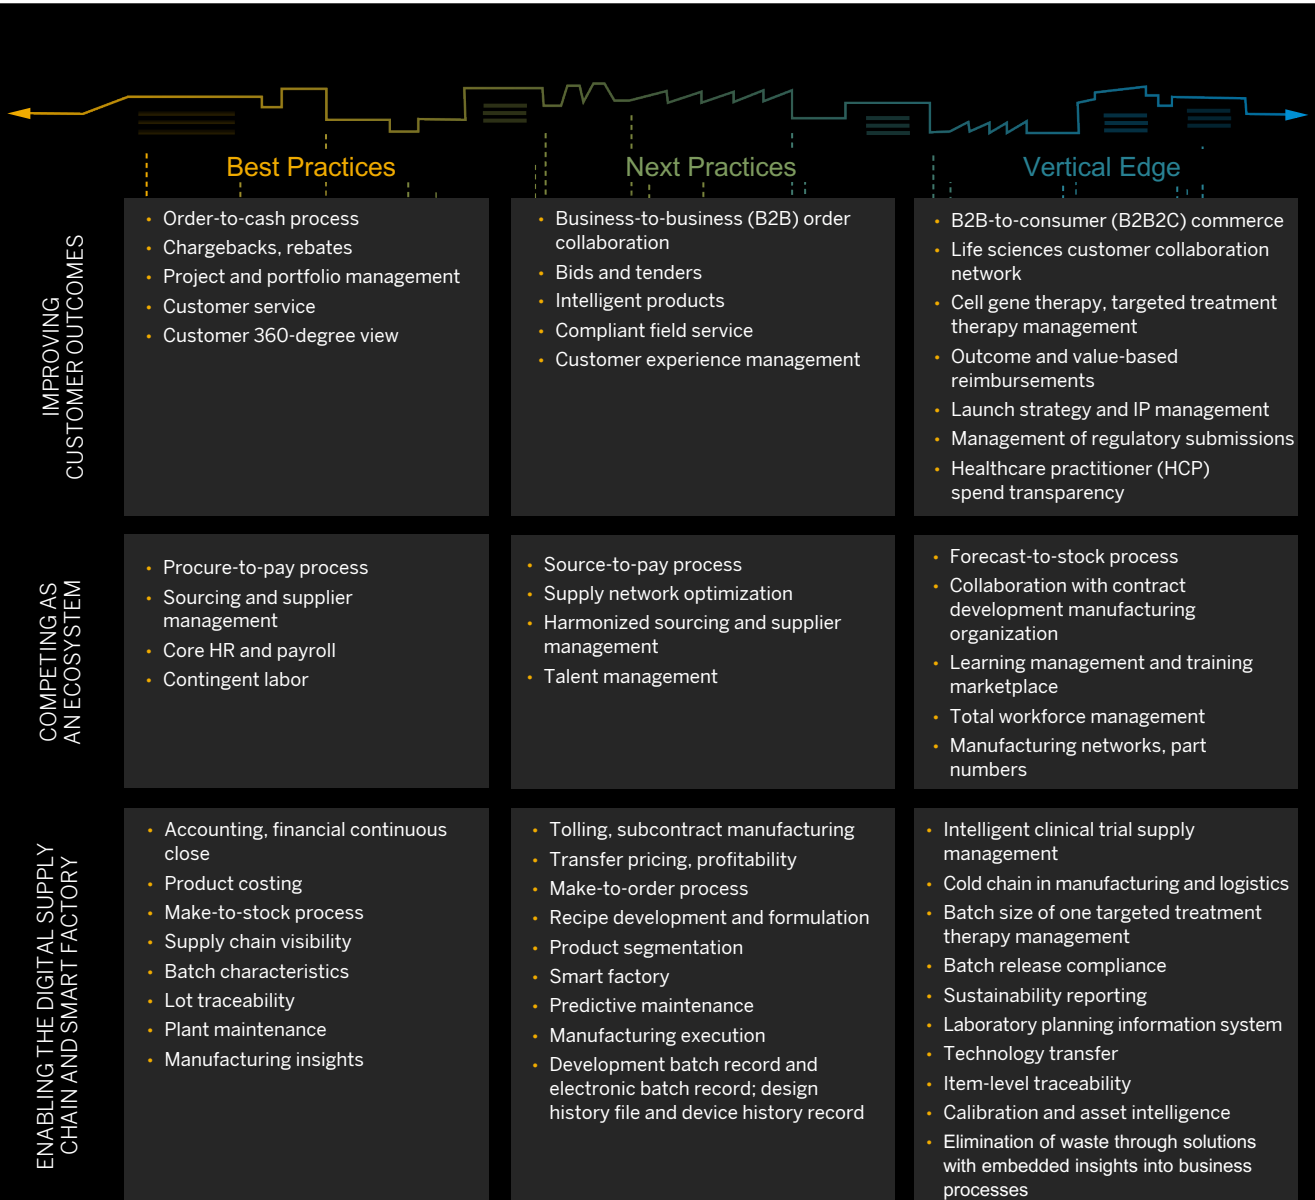 Best Practices
Next Practices
Vertical Edge
IMPROVING
CUSTOMER OUTCOMES
• Order-to-cash process
• Chargebacks, rebates
• Project and portfolio management
• Customer service
• Customer 360-degree view
• Business-to-business (B2B) order
collaboration
• Bids and tenders
• Intelligent products
• Compliant field service
• Customer experience management
• B2B-to-consumer (B2B2C) commerce
• Life sciences customer collaboration
network
• Cell gene therapy, targeted treatment
therapy management
• Outcome and value-based
reimbursements
• Launch strategy and IP management
• Management of regulatory submissions
• Healthcare practitioner (HCP)
spend transparency
COMPETING AS
AN ECOSYSTEM
• Procure-to-pay process
• Sourcing and supplier
management
• Core HR and payroll
• Contingent labor
• Source-to-pay process
• Supply network optimization
• Harmonized sourcing and supplier
management
• Talent management
• Forecast-to-stock process
• Collaboration with contract
development manufacturing
organization
• Learning management and training
marketplace
• Total workforce management
• Manufacturing networks, part
numbers
ENABLING THE DIGITAL SUPPLY
CHAIN AND SMART FACTORY
• Accounting, financial continuous
close
• Product costing
• Make-to-stock process
• Supply chain visibility
• Batch characteristics
• Lot traceability
• Plant maintenance
• Manufacturing insights
• Tolling, subcontract manufacturing
• Transfer pricing, profitability
• Make-to-order process
• Recipe development and formulation
• Product segmentation
• Smart factory
• Predictive maintenance
• Manufacturing execution
• Development batch record and
electronic batch record; design
history file and device history record
• Intelligent clinical trial supply
management
• Cold chain in manufacturing and logistics
• Batch size of one targeted treatment
therapy management
• Batch release compliance
• Sustainability reporting
• Laboratory planning information system
• Technology transfer
• Item-level traceability
• Calibration and asset intelligence
• Elimination of waste through solutions
with embedded insights into business
processes